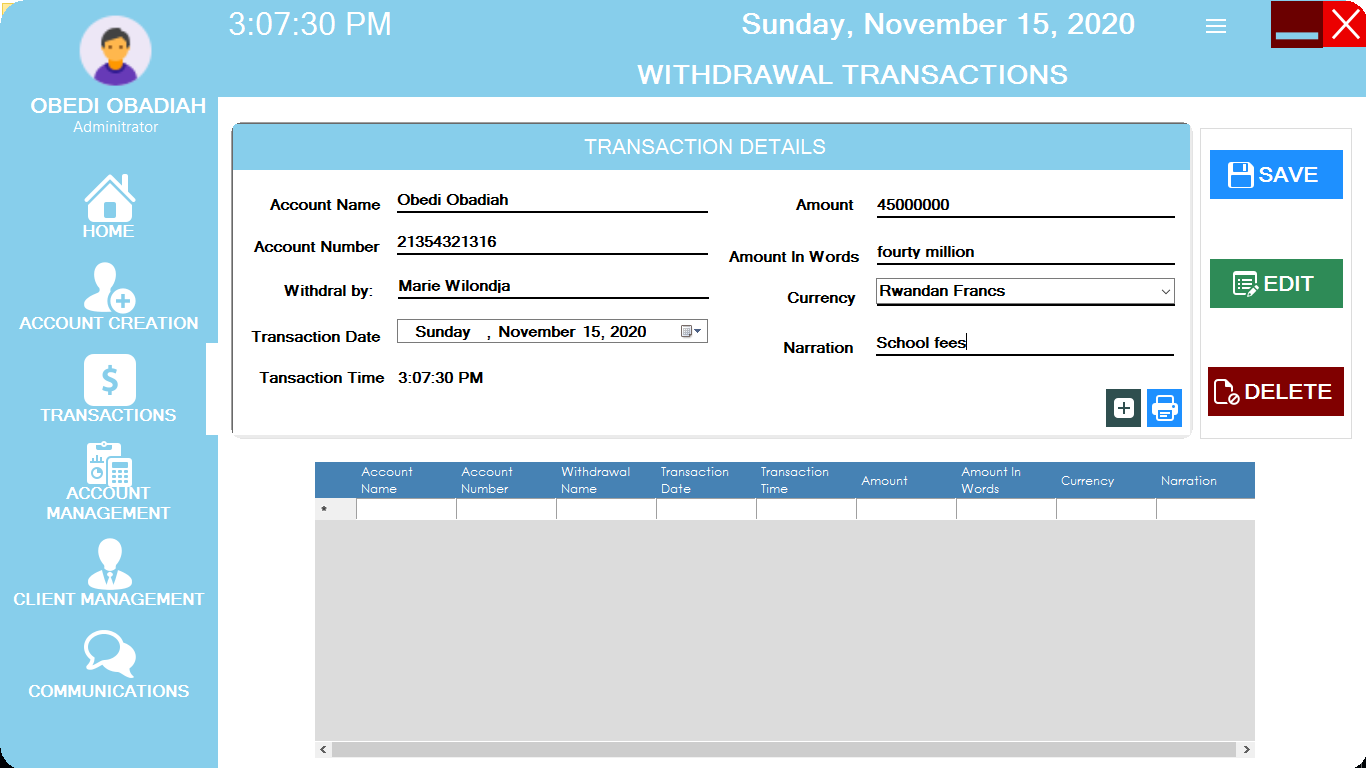 3:07:30 PM
Sunday, November 15, 2020
WITHDRAWAL TRANSACTIONS
OBEDI OBADIAH
Adminitrator
HOME
ACCOUNT CREATION
TRANSACTIONS
ACCOUNT
MANAGEMENT
CLIENT MANAGEMENT
COMMUNICATIONS
TRANSACTION DETAILS
Account Name Obedi Obadiah
Account Number 21354321316
Withdral by: Marie Wilondja
Transaction Date Sunday , November 15, 2020
Tansaction Time 3:07:30 PM
Amount 45000000
Amount In Words fourty million
Currency Rwandan Francs
Narration School fees
SAVE
EDIT
DELETE
Account Name
Account Number
Withdrawal Name
Transaction Date
Transaction Time
Amount
Amount In Words
Currency
Narration
*